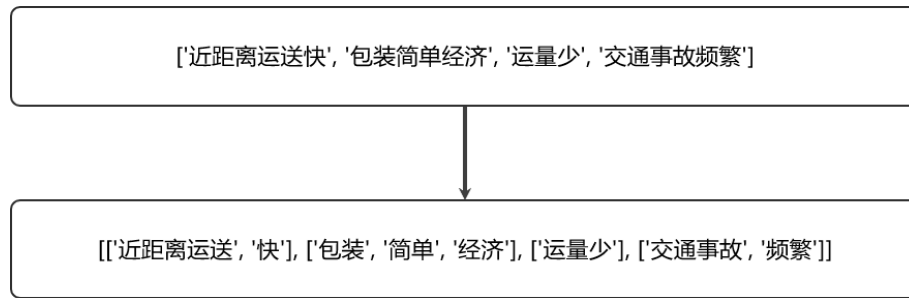 ['近距离运送快', '包装简单经济', '运量少', '交通事故频繁']
[['近距离运送', '快'], ['包装', '简单', '经济'], ['运量少'], ['交通事故', '频繁']]